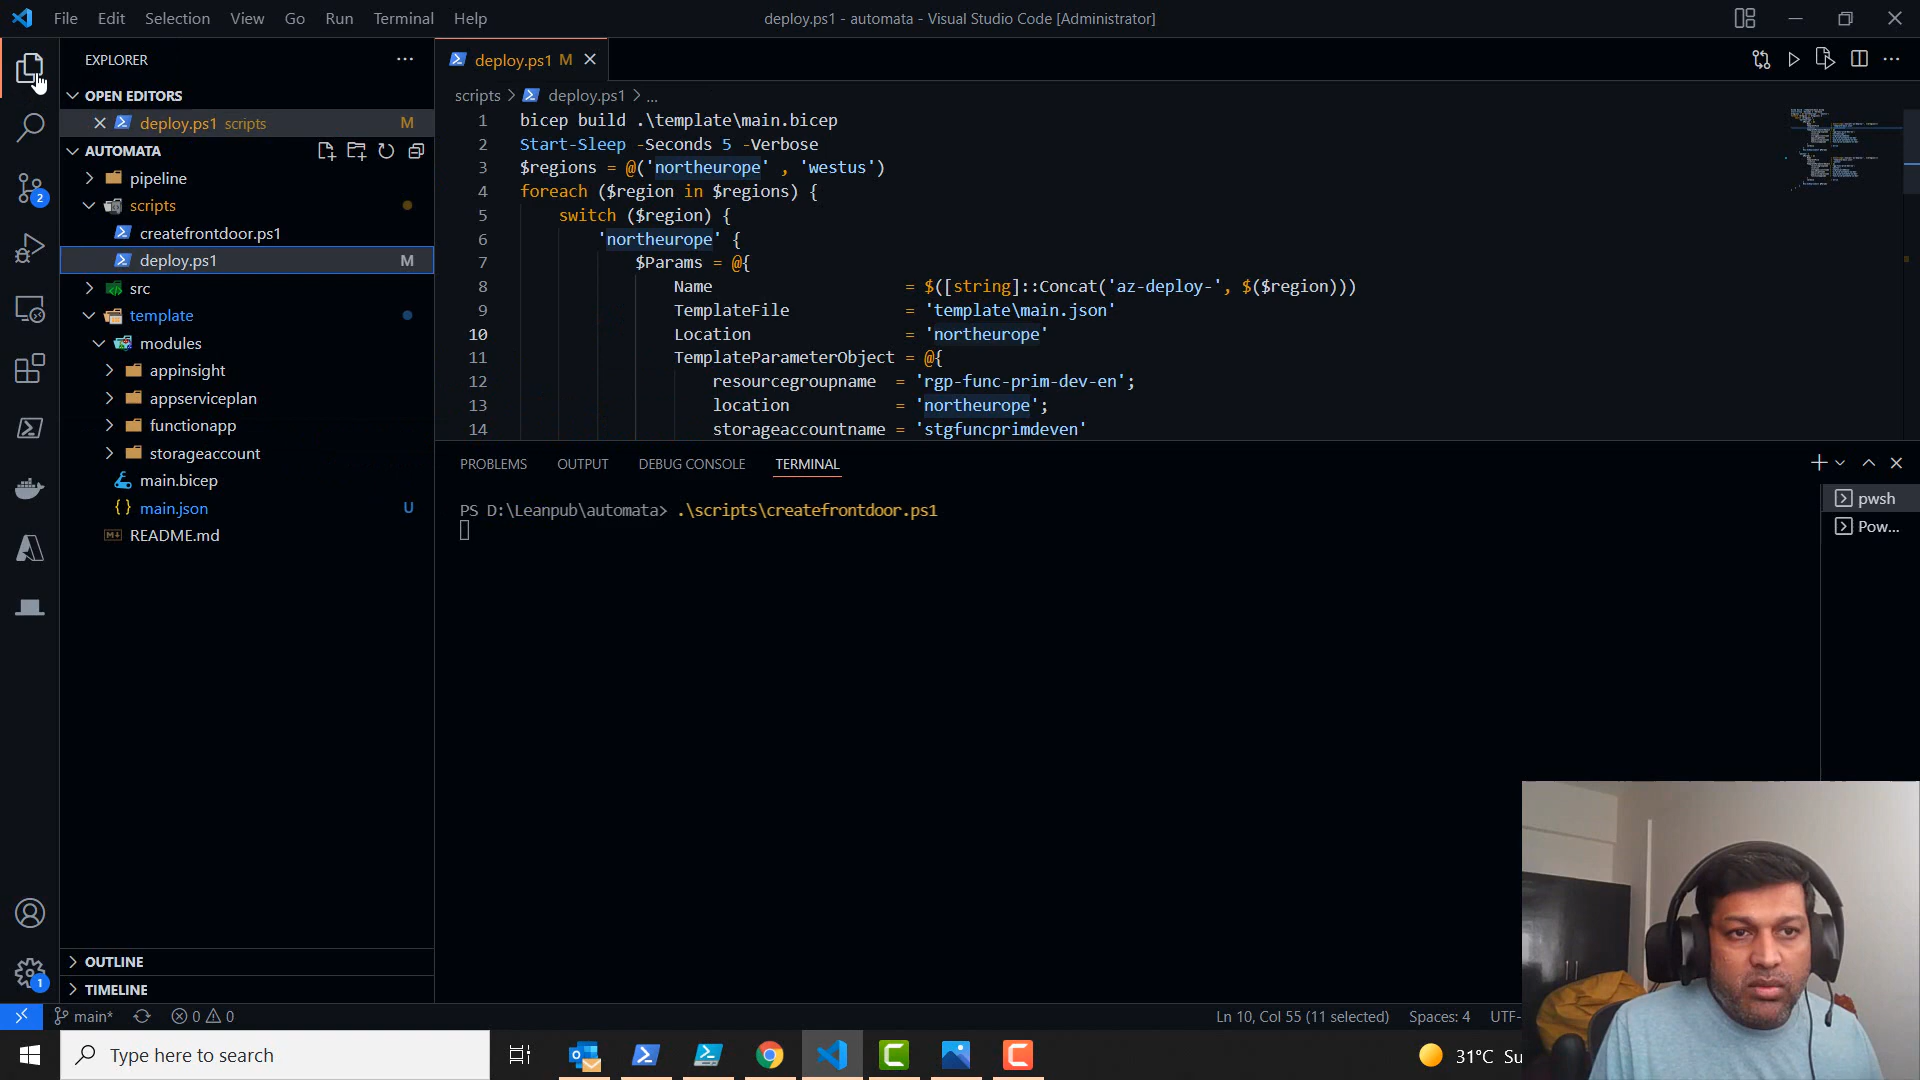 File Edit Selection View Go Run Terminal Help
deploy.ps1 - automata - Visual Studio Code [Administrator]
EXPLORER
OPEN EDITORS
deploy.ps1 scripts M
AUTOMATA
pipeline
scripts
createfrontdoor.ps1
deploy.ps1 M
src
template
modules
appinsight
appserviceplan
functionapp
storageaccount
main.bicep
main.json U
README.md
OUTLINE
TIMELINE
2
1
deploy.ps1 M
scripts > deploy.ps1 > ...
1 bicep build .\template\main.bicep
2 Start-Sleep -Seconds 5 -Verbose
3 $regions = @('northeurope' , 'westus')
4 foreach ($region in $regions) {
5 switch ($region) {
6 'northeurope' {
7 $Params = @{
8 Name = $([string]::Concat('az-deploy-', $($region)))
9 TemplateFile = 'template\main.json'
10 Location = 'northeurope'
11 TemplateParameterObject = @{
12 resourcegroupname = 'rgp-func-prim-dev-en';
13 location = 'northeurope';
14 storageaccountname = 'stgfuncprimdeven'
PROBLEMS OUTPUT DEBUG CONSOLE TERMINAL
PS D:\Leanpub\automata> .\scripts\createfrontdoor.ps1
pwsh
Pow...
main* 0 0
Ln 10, Col 55 (11 selected) Spaces: 4 UTF-
Type here to search
31°C Su